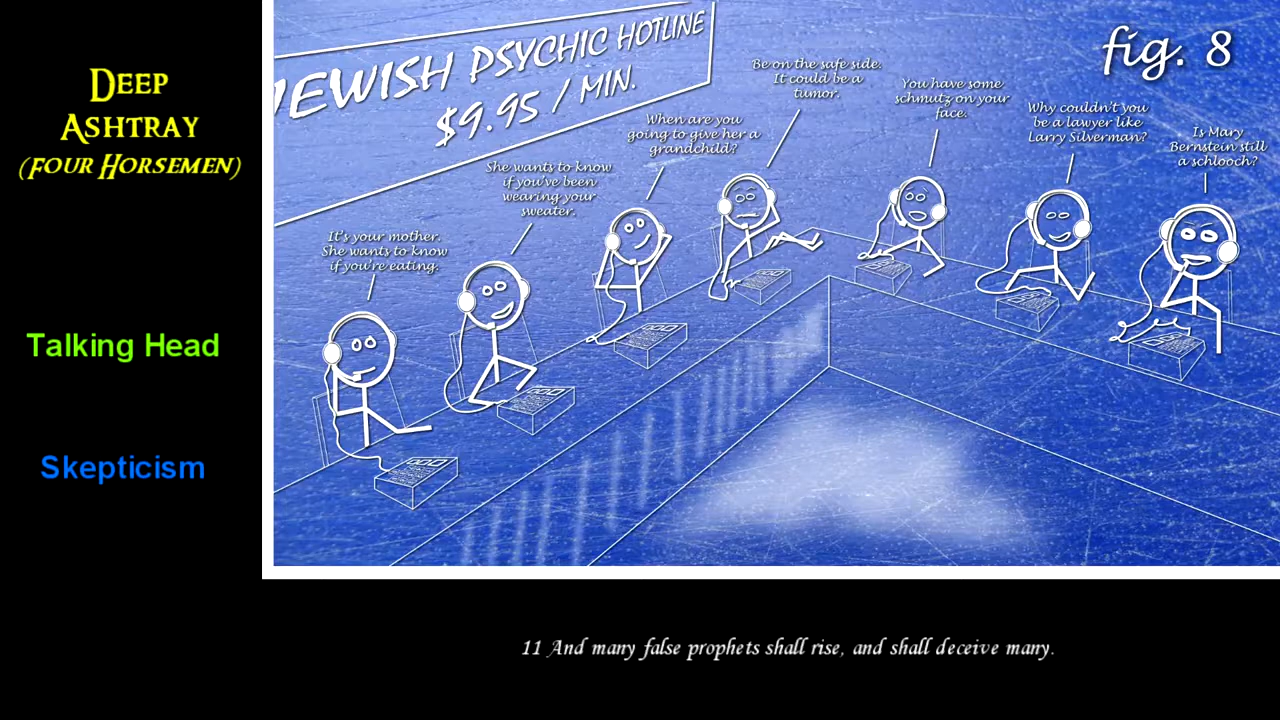 DEEP
ASHTRAY
(FOUR HORSEMEN)
Talking Head
Skepticism
JEWISH PSYCHIC HOTLINE
$9.95 / MIN.
fig. 8
It's your mother.
She wants to know
if you're eating.
She wants to know
if you've been
wearing your
sweater.
When are you
going to give her a
grandchild?
Be on the safe side.
It could be a
tumor.
You have some
schmutz on your
face.
Why couldn't you
be a lawyer like
Larry Silverman?
Is Mary
Bernstein still
a schlooch?
11 And many false prophets shall rise, and shall deceive many.